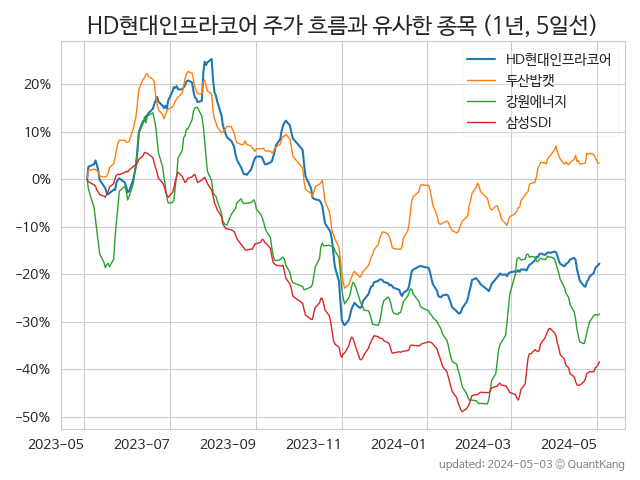 HD현대인프라코어 주가 흐름과 유사한 종목 (1년, 5일선)
HD현대인프라코어
두산밥캣
강원에너지
삼성SDI
20%
10%
0%
−10%
−20%
−30%
−40%
−50%
2023-05 2023-07 2023-09 2023-11 2024-01 2024-03 2024-05
updated: 2024-05-03 © QuantKang